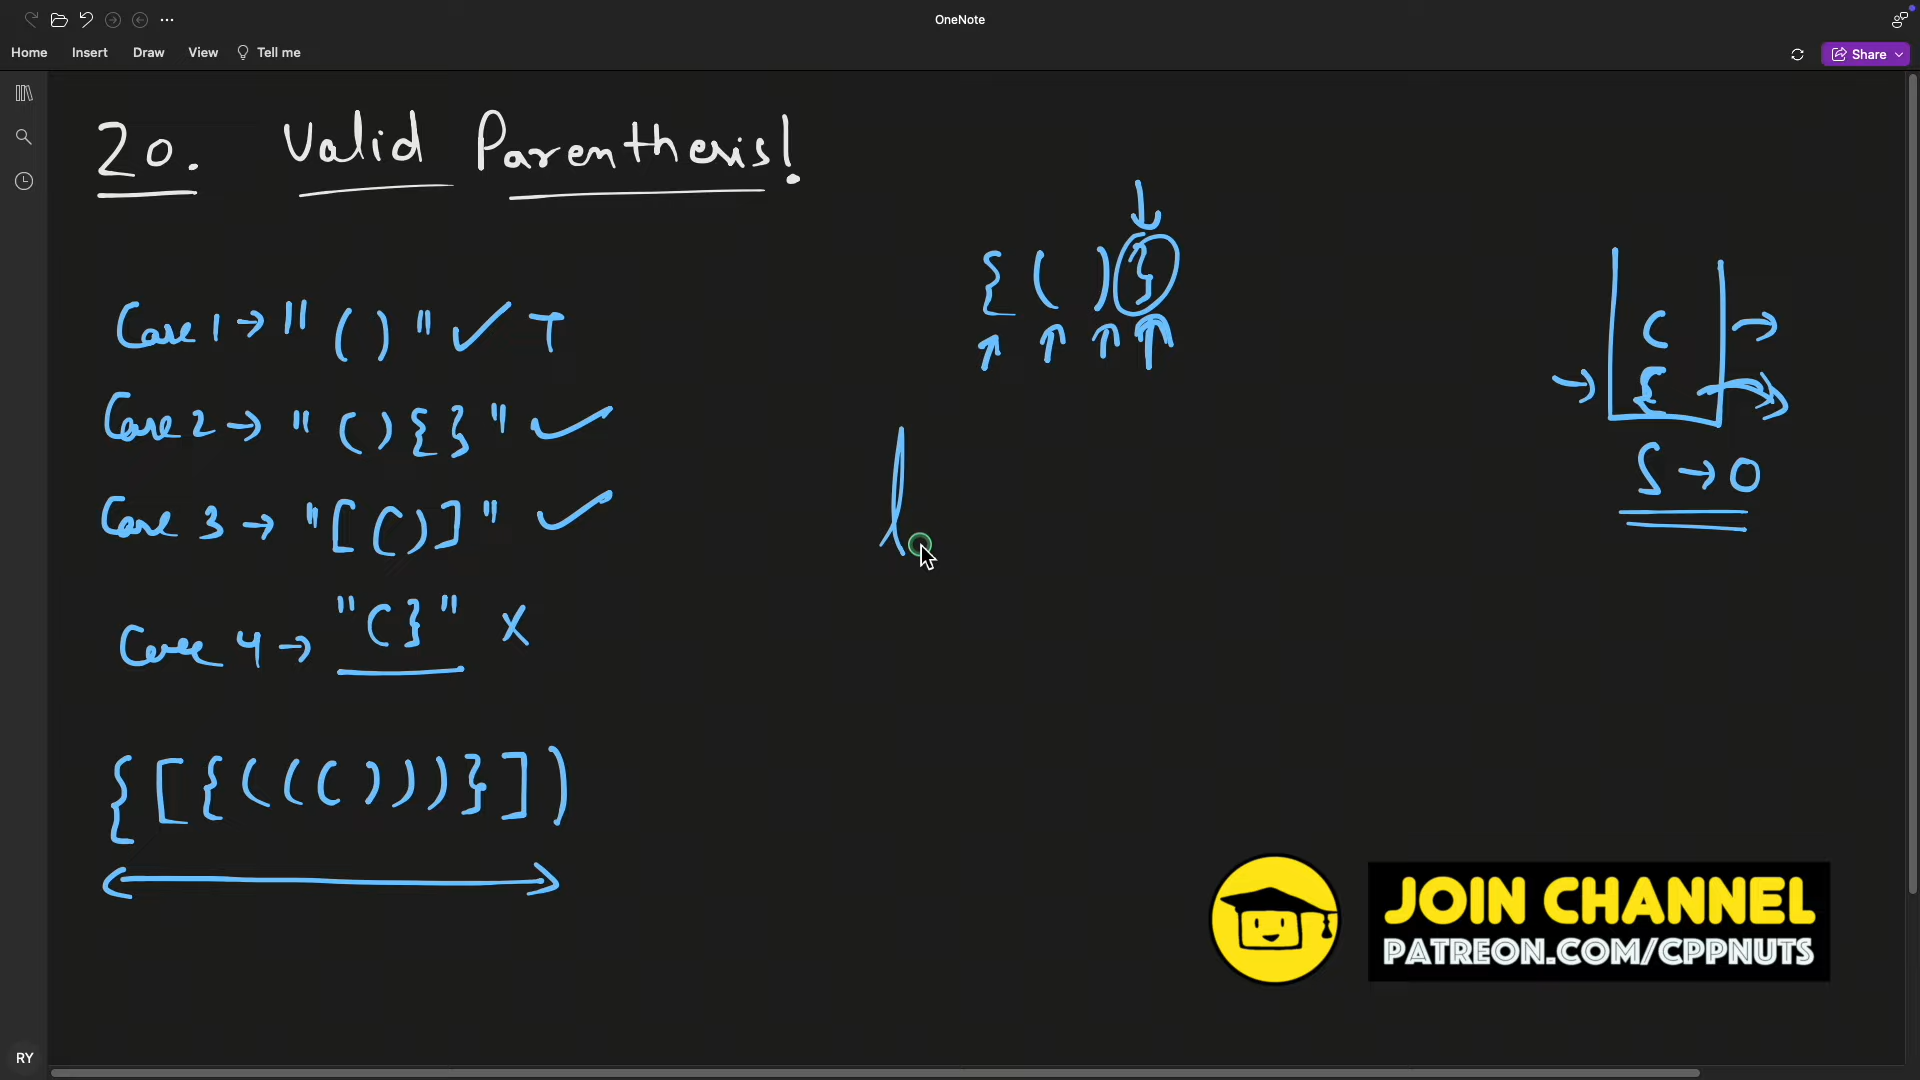 OneNote
Home Insert Draw View Tell me
Share
20. Valid Parenthesis!
{ ( ) }
Case 1 → "( )" ✓ T
Case 2 → "( ) { }" ✓
Case 3 → "[ ( ) ]" ✓
Case 4 → "( }" X
{ [ { ( ( ( ) ) ) } ] )
(
{
S → 0
l
JOIN CHANNEL
PATREON.COM/CPPNUTS
RY